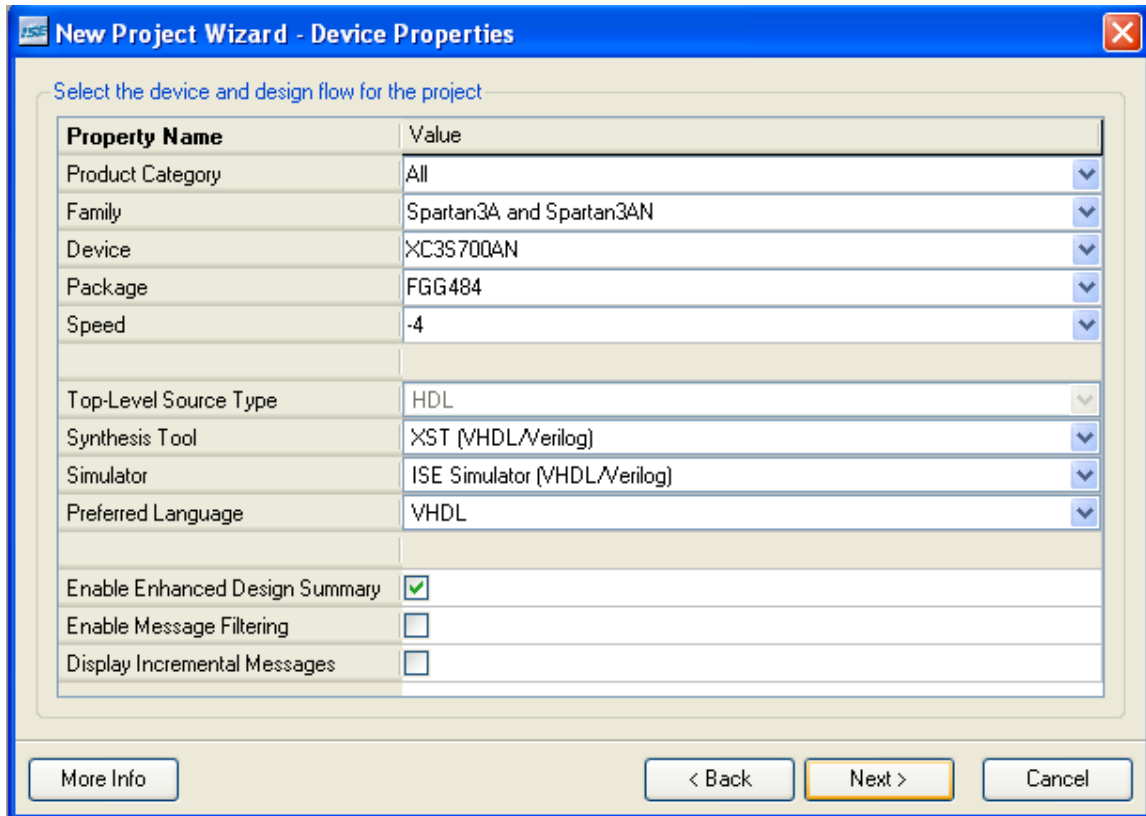 ISE New Project Wizard - Device Properties
Select the device and design flow for the project
Property Name Value
Product Category All
Family Spartan3A and Spartan3AN
Device XC3S700AN
Package FGG484
Speed -4
Top-Level Source Type HDL
Synthesis Tool XST (VHDL/Verilog)
Simulator ISE Simulator (VHDL/Verilog)
Preferred Language VHDL
Enable Enhanced Design Summary
Enable Message Filtering
Display Incremental Messages
More Info < Back Next > Cancel